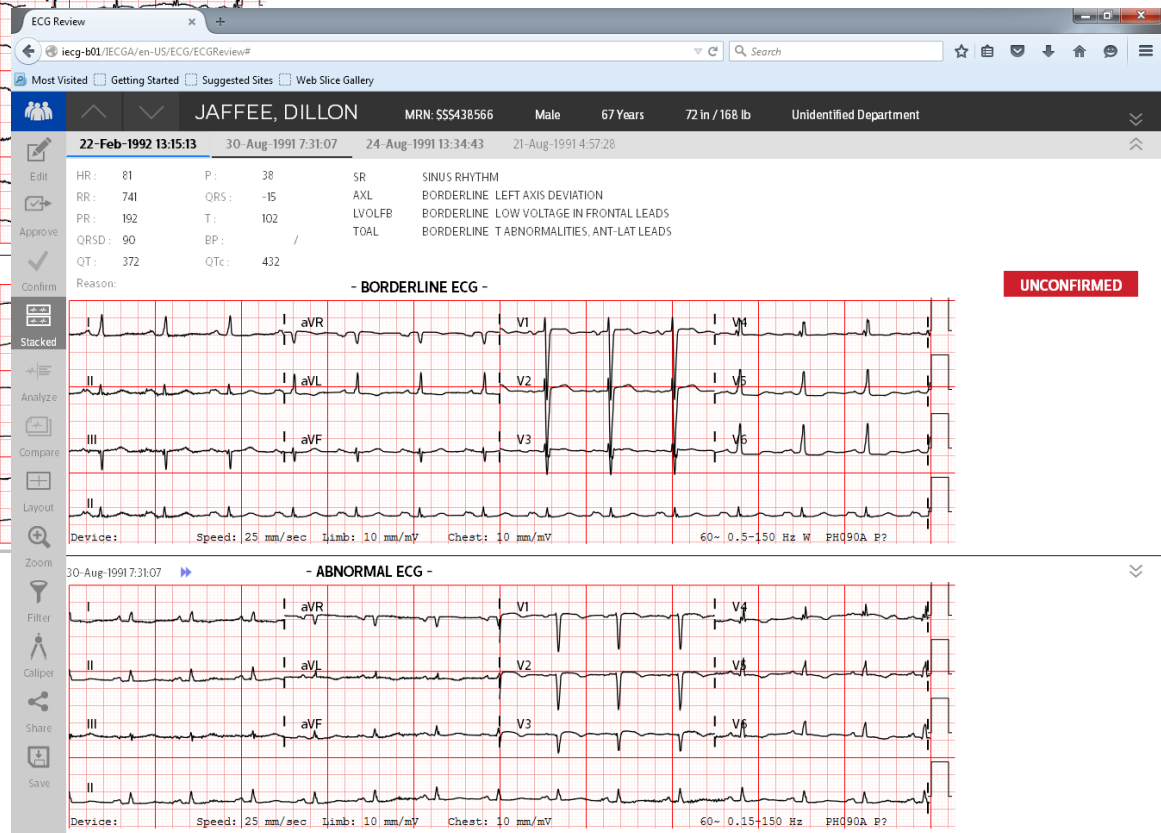 ECG Review
iecg-b01/IECGA/en-US/ECG/ECGReview#
Search
Most Visited Getting Started Suggested Sites Web Slice Gallery
JAFFEE, DILLON MRN: $$$438566 Male 67 Years 72 in / 168 lb Unidentified Department
22-Feb-1992 13:15:13 30-Aug-1991 7:31:07 24-Aug-1991 13:34:43 21-Aug-1991 4:57:28
Edit
Approve
Confirm
Stacked
Analyze
Compare
Layout
Zoom
Filter
Caliper
Share
Save
HR: 81 P: 38 SR SINUS RHYTHM
RR: 741 QRS: -15 AXL BORDERLINE LEFT AXIS DEVIATION
PR: 192 T: 102 LVOLFB BORDERLINE LOW VOLTAGE IN FRONTAL LEADS
QRSD: 90 BP: / TOAL BORDERLINE T ABNORMALITIES, ANT-LAT LEADS
QT: 372 QTc: 432
Reason:
- BORDERLINE ECG -
UNCONFIRMED
I aVR V1 V4
II aVL V2 V5
III aVF V3 V6
II
Device: Speed: 25 mm/sec Limb: 10 mm/mV Chest: 10 mm/mV 60~ 0.5-150 Hz W PH090A P?
30-Aug-1991 7:31:07 - ABNORMAL ECG -
I aVR V1 V4
II aVL V2 V5
III aVF V3 V6
II
Device: Speed: 25 mm/sec Limb: 10 mm/mV Chest: 10 mm/mV 60~ 0.15-150 Hz PH090A P?